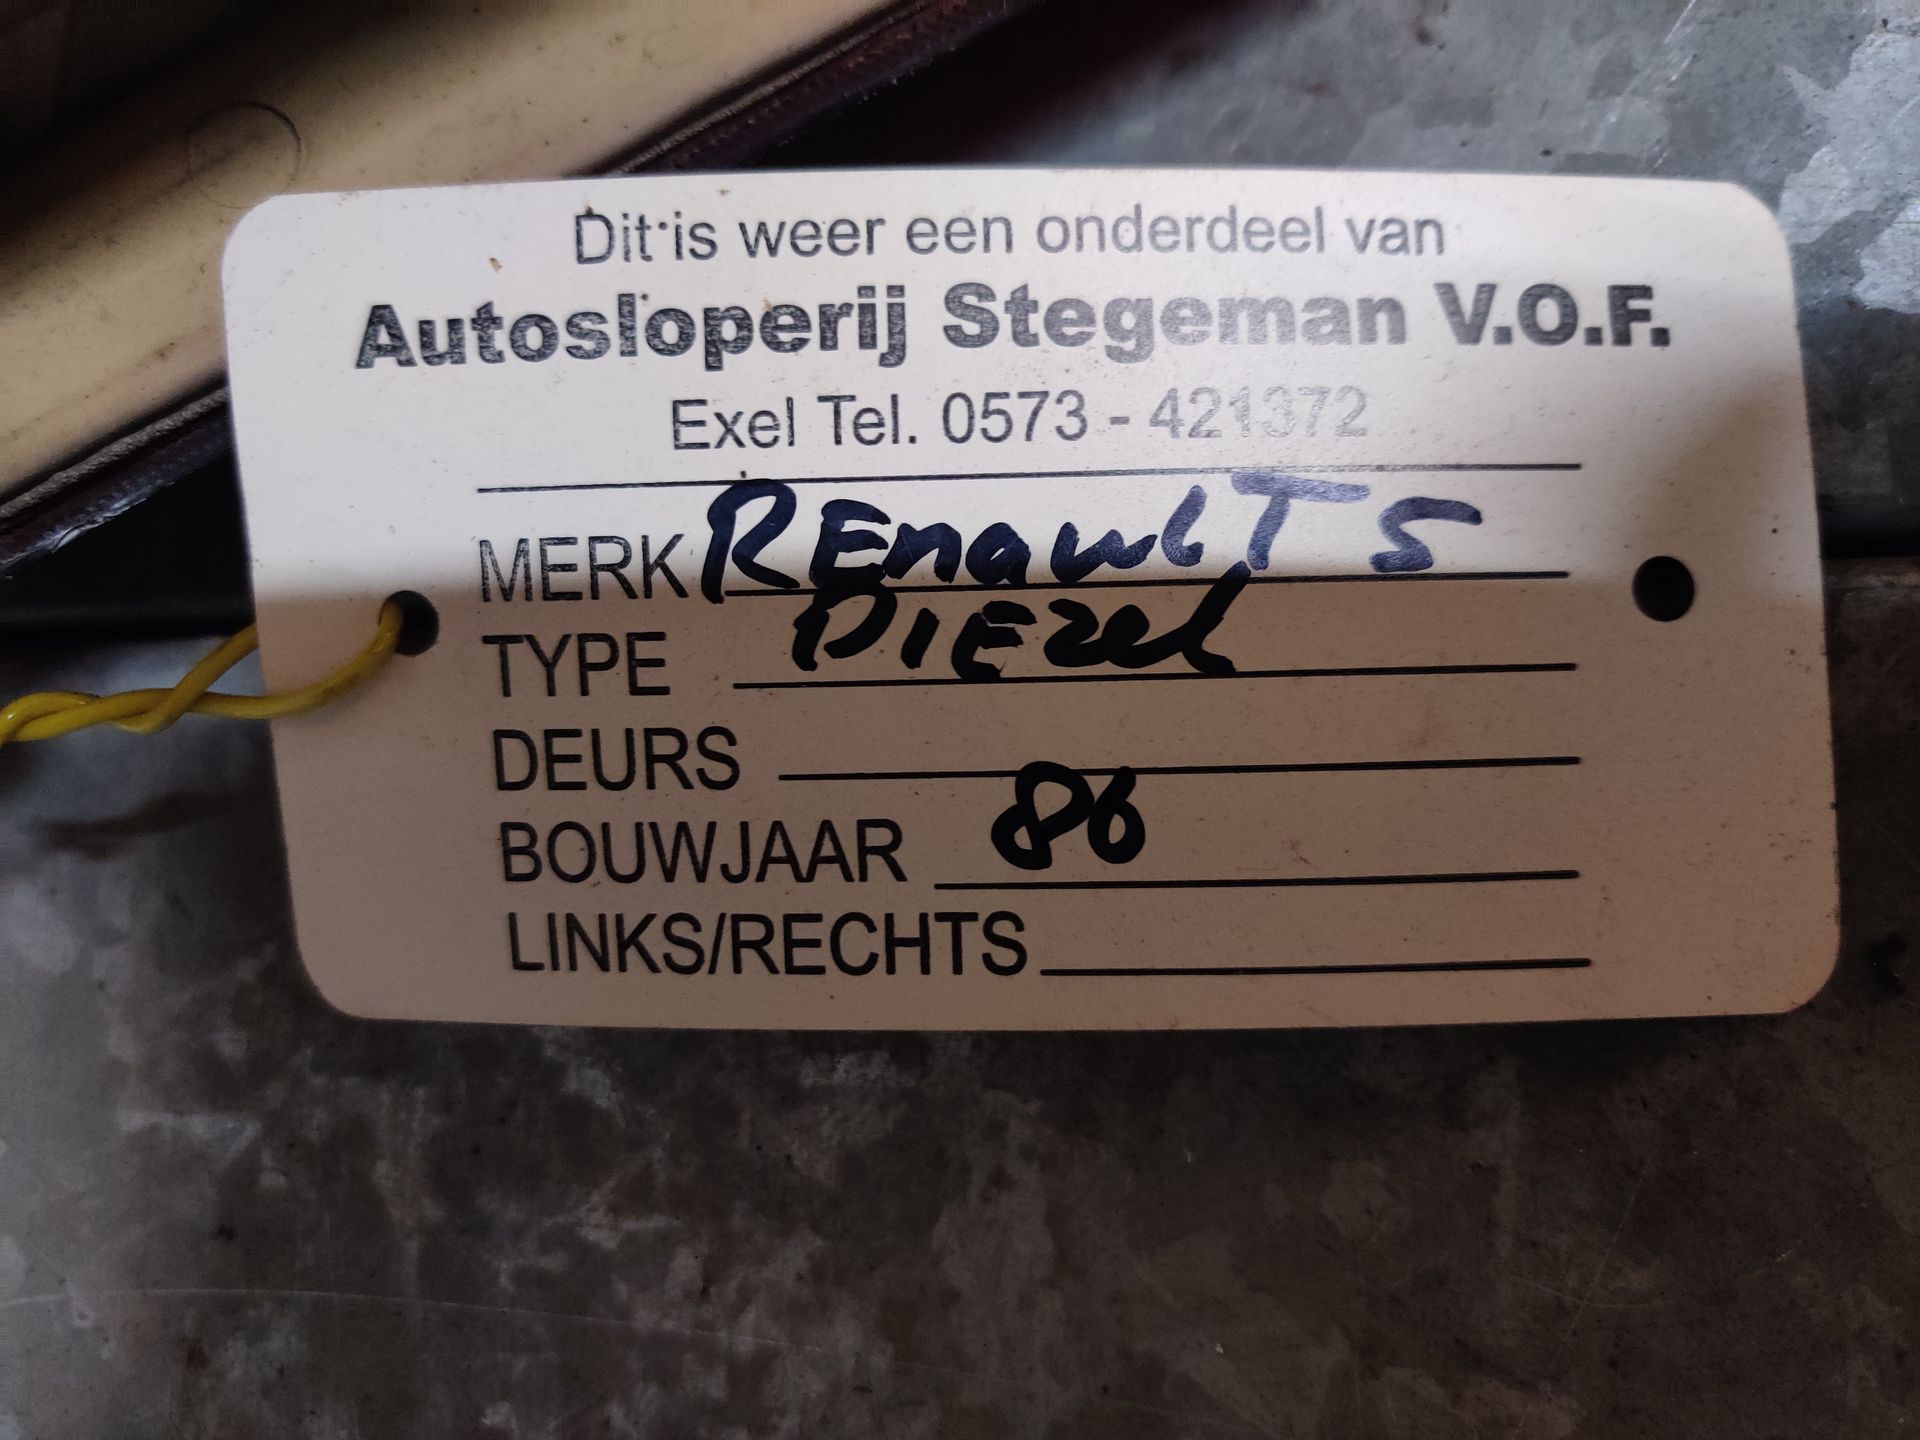 Dit is weer een onderdeel van
Autosloperij Stegeman V.O.F.
Exel Tel. 0573 - 421372
MERK REnauLT 5
TYPE DIEzel
DEURS
BOUWJAAR 86
LINKS/RECHTS